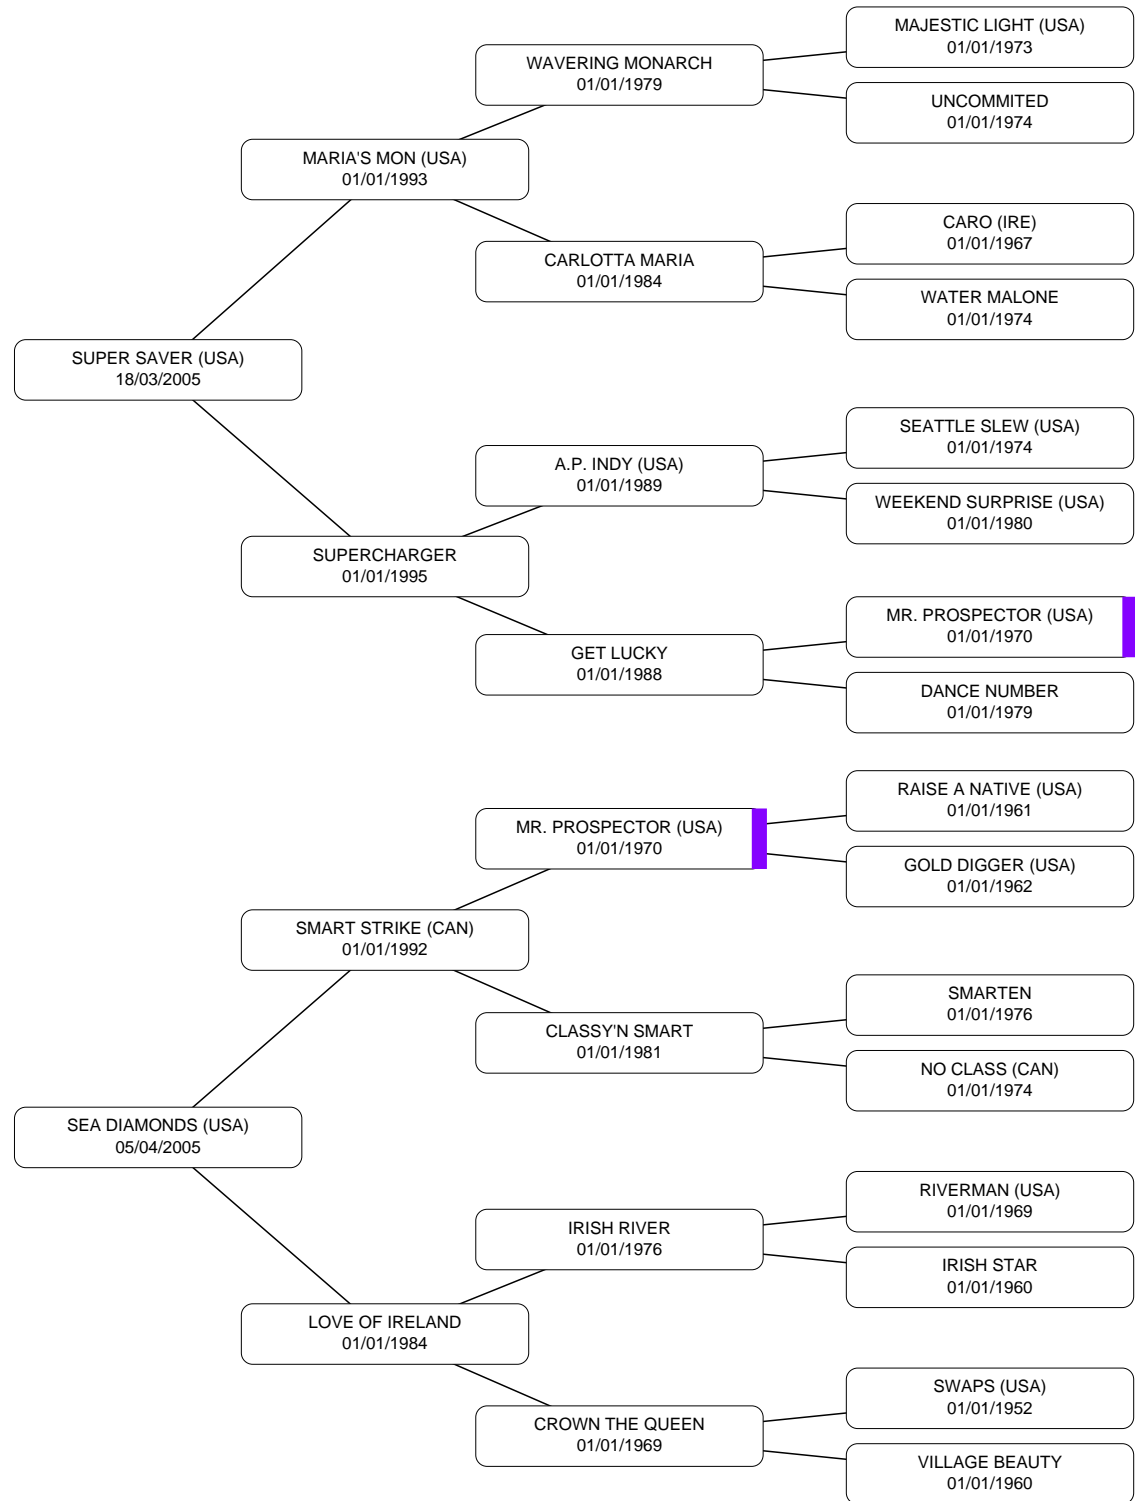 MAJESTIC LIGHT (USA)
01/01/1973
WAVERING MONARCH
01/01/1979
UNCOMMITED
01/01/1974
MARIA'S MON (USA)
01/01/1993
CARO (IRE)
01/01/1967
CARLOTTA MARIA
01/01/1984
WATER MALONE
01/01/1974
SUPER SAVER (USA)
18/03/2005
SEATTLE SLEW (USA)
01/01/1974
A.P. INDY (USA)
01/01/1989
WEEKEND SURPRISE (USA)
01/01/1980
SUPERCHARGER
01/01/1995
MR. PROSPECTOR (USA)
01/01/1970
GET LUCKY
01/01/1988
DANCE NUMBER
01/01/1979
RAISE A NATIVE (USA)
01/01/1961
MR. PROSPECTOR (USA)
01/01/1970
GOLD DIGGER (USA)
01/01/1962
SMART STRIKE (CAN)
01/01/1992
SMARTEN
01/01/1976
CLASSY'N SMART
01/01/1981
NO CLASS (CAN)
01/01/1974
SEA DIAMONDS (USA)
05/04/2005
RIVERMAN (USA)
01/01/1969
IRISH RIVER
01/01/1976
IRISH STAR
01/01/1960
LOVE OF IRELAND
01/01/1984
SWAPS (USA)
01/01/1952
CROWN THE QUEEN
01/01/1969
VILLAGE BEAUTY
01/01/1960